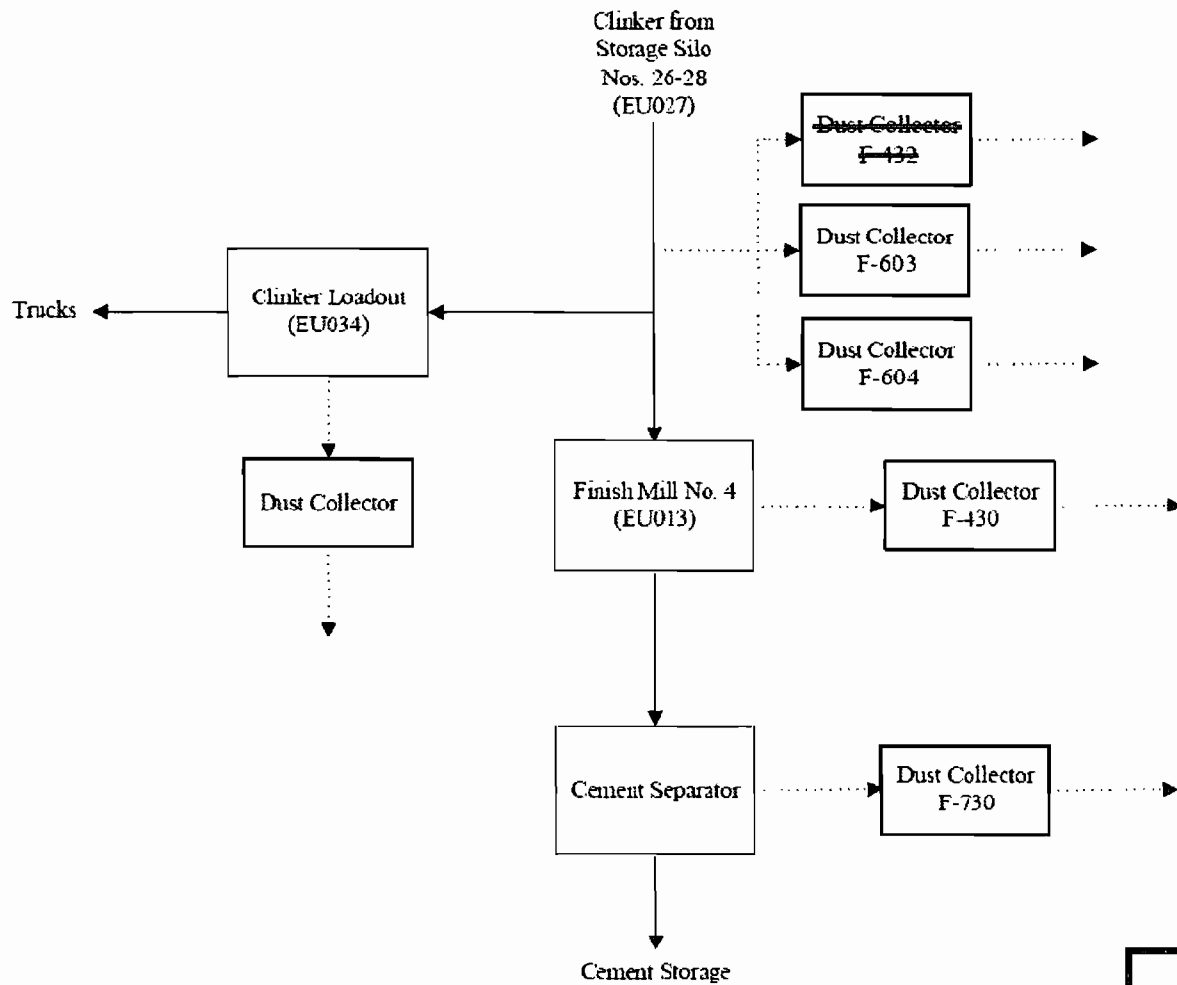 Clinker from
Storage Silo
Nos. 26-28
(EU027)
Dust Collector
F-432
Dust Collector
F-603
Clinker Loadout
(EU034)
Trucks
Dust Collector
F-604
Dust Collector
Finish Mill No. 4
(EU013)
Dust Collector
F-430
Cement Separator
Dust Collector
F-730
Cement Storage